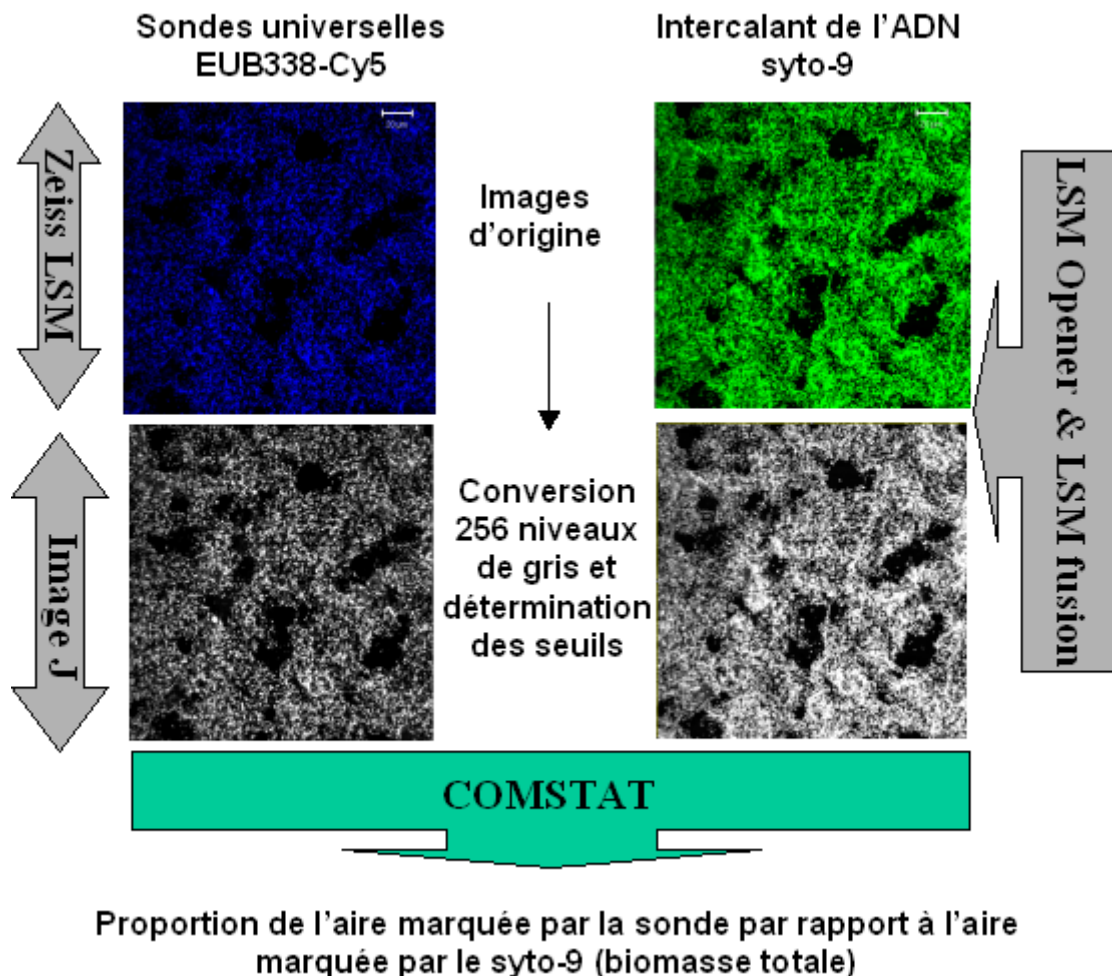 Sondes universelles
EUB338-Cy5
Intercalant de l'ADN
syto-9
Zeiss LSM
20 µm
Images
d'origine
LSM Opener & LSM fusion
Image J
Conversion
256 niveaux
de gris et
détermination
des seuils
COMSTAT
Proportion de l'aire marquée par la sonde par rapport à l'aire
marquée par le syto-9 (biomasse totale)